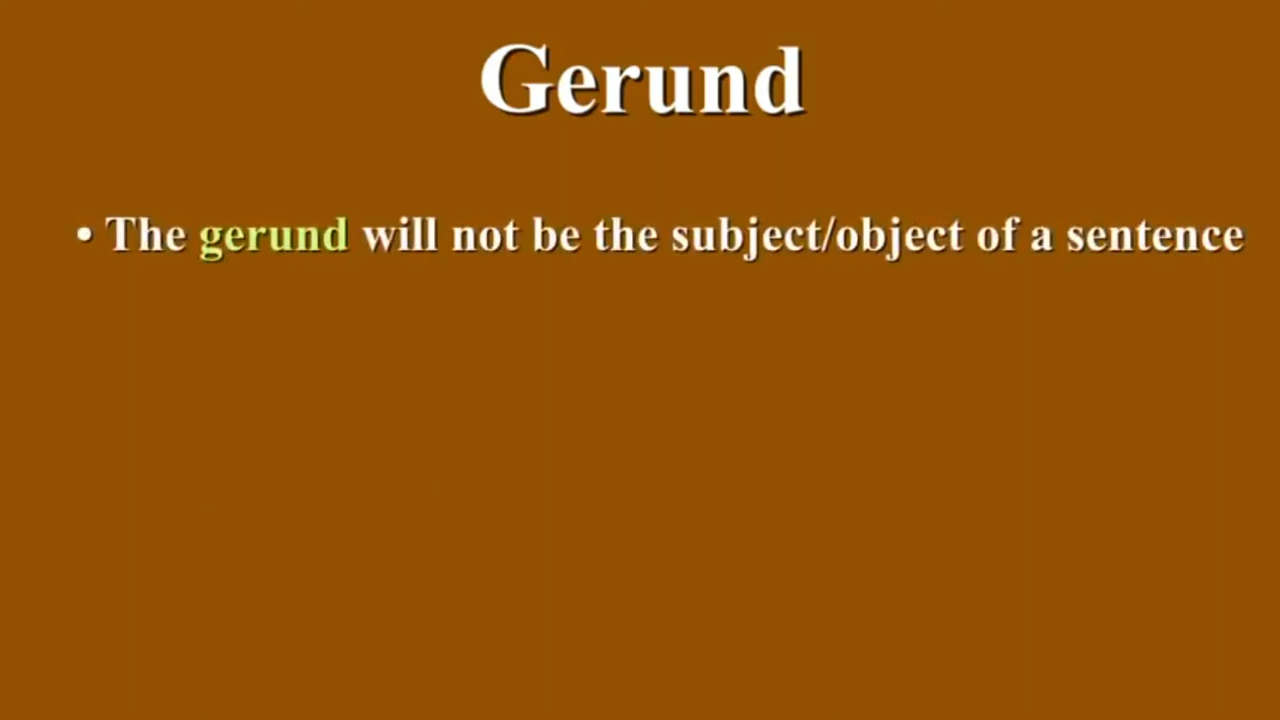 Gerund
• The gerund will not be the subject/object of a sentence